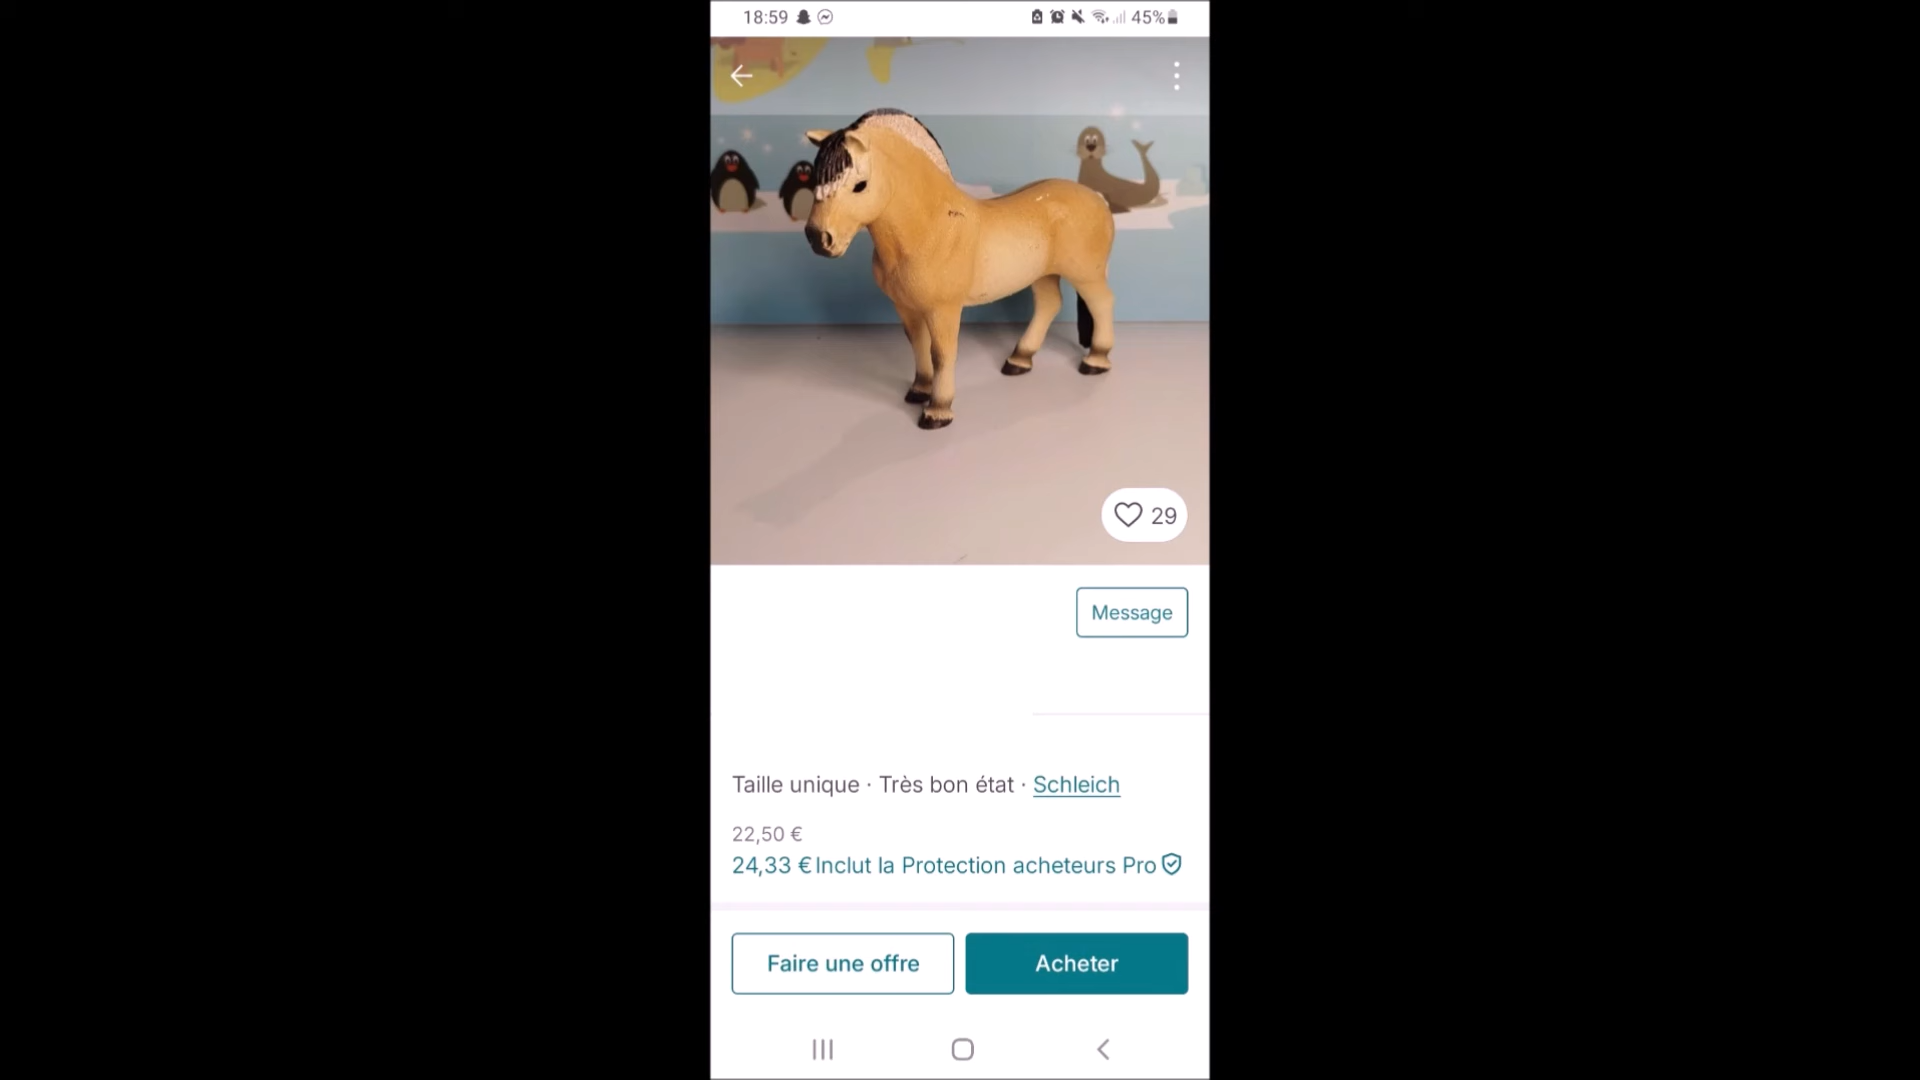 18:59
45%
29
Message
Taille unique · Très bon état · Schleich
22,50 €
24,33 € Inclut la Protection acheteurs Pro
Faire une offre
Acheter